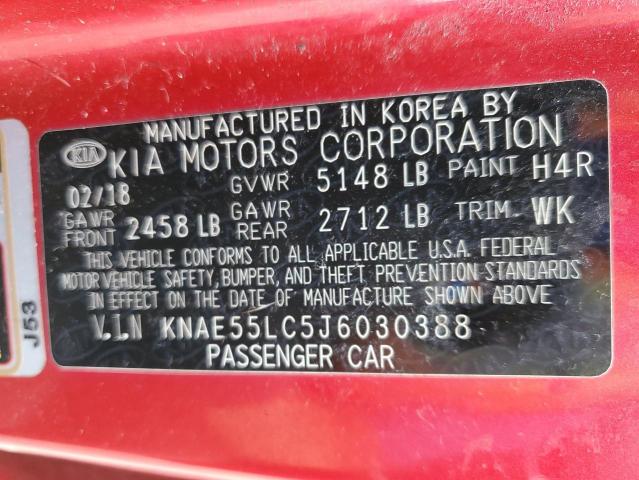 MANUFACTURED IN KOREA BY
KIA KIA MOTORS CORPORATION
02/18 GVWR 5148 LB PAINT H4R
GAWR FRONT 2458 LB GAWR REAR 2712 LB TRIM WK
THIS VEHICLE CONFORMS TO ALL APPLICABLE U.S.A. FEDERAL
MOTOR VEHICLE SAFETY, BUMPER, AND THEFT PREVENTION STANDARDS
IN EFFECT ON THE DATE OF MANUFACTURE SHOWN ABOVE
V.I.N KNAE55LC5J6030388
PASSENGER CAR
J53